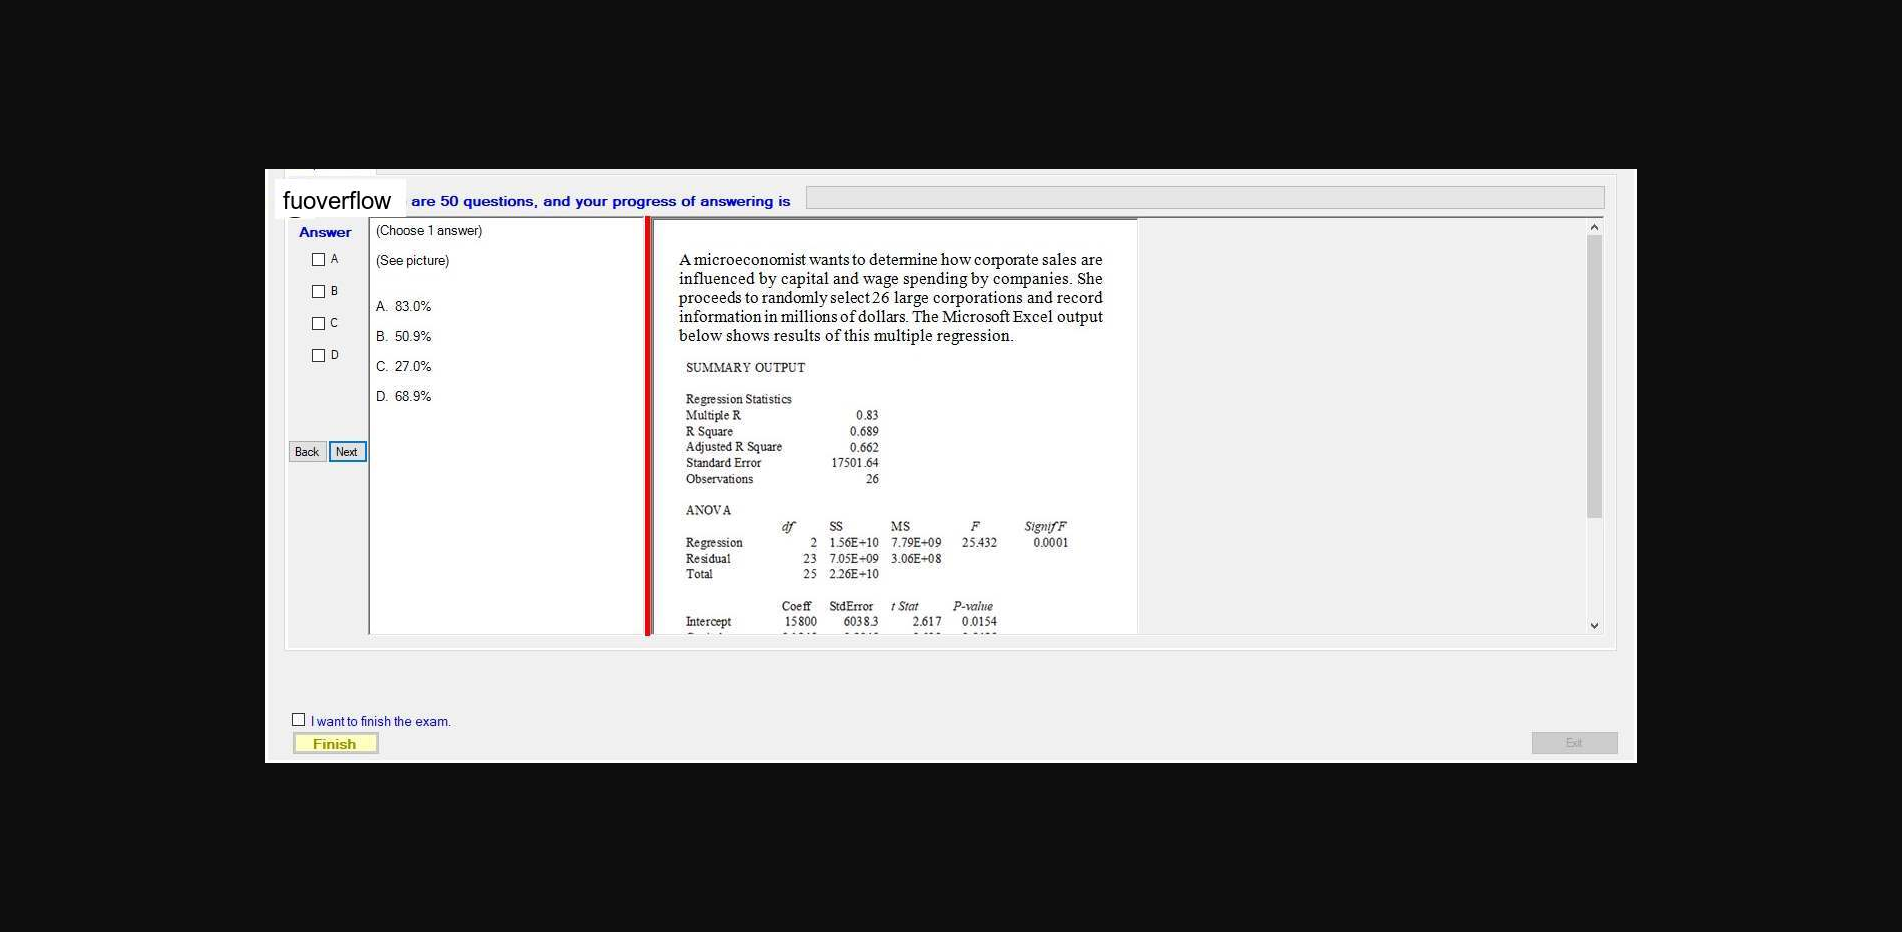 fuoverflow are 50 questions, and your progress of answering is
Answer
A
B
C
D
Back Next
(Choose 1 answer)
(See picture)
A. 83.0%
B. 50.9%
C. 27.0%
D. 68.9%
A microeconomist wants to determine how corporate sales are
influenced by capital and wage spending by companies. She
proceeds to randomly select 26 large corporations and record
information in millions of dollars. The Microsoft Excel output
below shows results of this multiple regression.
SUMMARY OUTPUT
Regression Statistics
Multiple R 0.83
R Square 0.689
Adjusted R Square 0.662
Standard Error 17501.64
Observations 26
ANOVA
df SS MS F Signif F
Regression 2 1.56E+10 7.79E+09 25.432 0.0001
Residual 23 7.05E+09 3.06E+08
Total 25 2.26E+10
Coeff StdError t Stat P-value
Intercept 15800 6038.3 2.617 0.0154
I want to finish the exam.
Finish
Exit